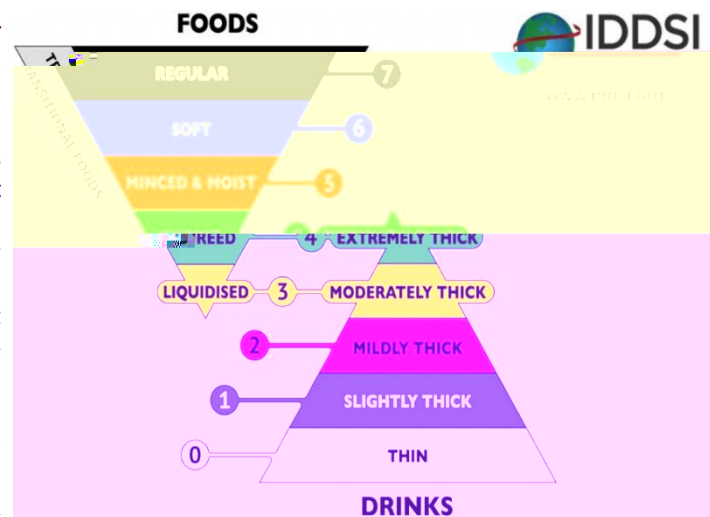 FOODS
IDDSI
REGULAR
7
SOFT
6
MINCED & MOIST
5
REED 4 EXTREMELY THICK
LIQUIDISED 3 MODERATELY THICK
2 MILDLY THICK
1 SLIGHTLY THICK
0 THIN
DRINKS